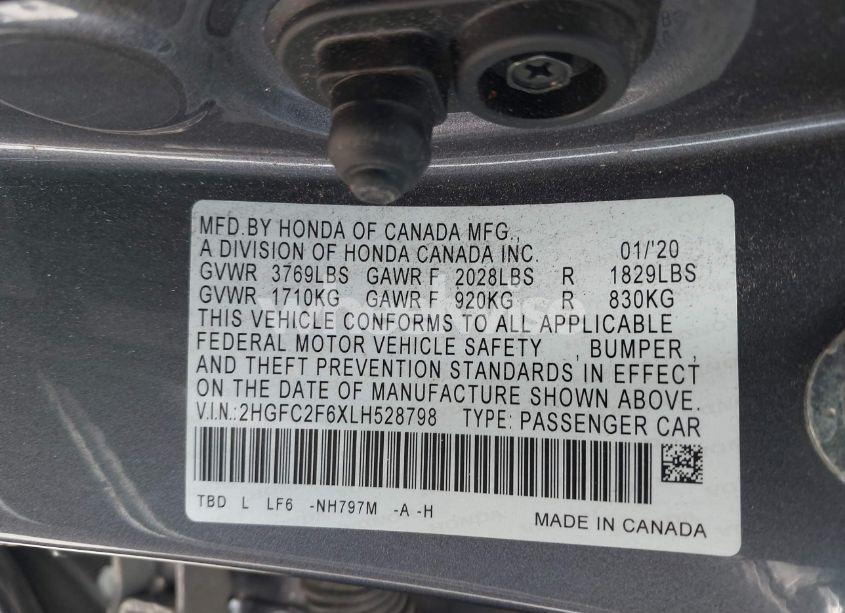 MFD.BY HONDA OF CANADA MFG.,
A DIVISION OF HONDA CANADA INC. 01/'20
GVWR 3769LBS GAWR F 2028LBS R 1829LBS
GVWR 1710KG GAWR F 920KG R 830KG
THIS VEHICLE CONFORMS TO ALL APPLICABLE
FEDERAL MOTOR VEHICLE SAFETY , BUMPER ,
AND THEFT PREVENTION STANDARDS IN EFFECT
ON THE DATE OF MANUFACTURE SHOWN ABOVE.
V.I.N.:2HGFC2F6XLH528798 TYPE: PASSENGER CAR
TBD L LF6 -NH797M -A -H
MADE IN CANADA